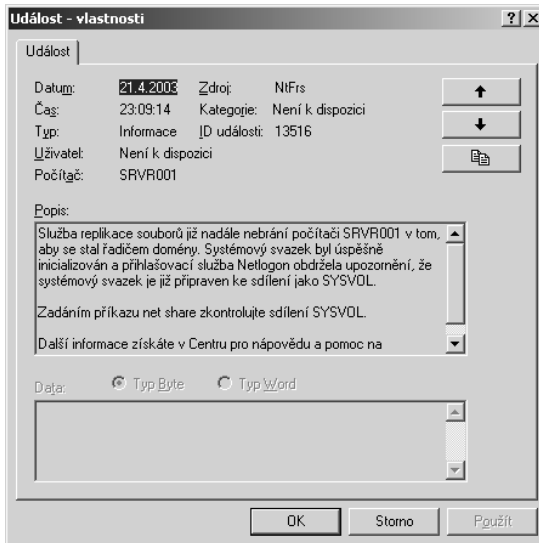 Událost - vlastnosti
Událost
Datum: 21.4.2003 Zdroj: NtFrs
Čas: 23:09:14 Kategorie: Není k dispozici
Typ: Informace ID události: 13516
Uživatel: Není k dispozici
Počítač: SRVR001
Popis:
Služba replikace souborů již nadále nebrání počítači SRVR001 v tom,
aby se stal řadičem domény. Systémový svazek byl úspěšně
inicializován a přihlašovací služba Netlogon obdržela upozornění, že
systémový svazek je již připraven ke sdílení jako SYSVOL.
Zadáním příkazu net share zkontrolujte sdílení SYSVOL.
Další informace získáte v Centru pro nápovědu a pomoc na
Data: Typ Byte Typ Word
OK Storno Použít